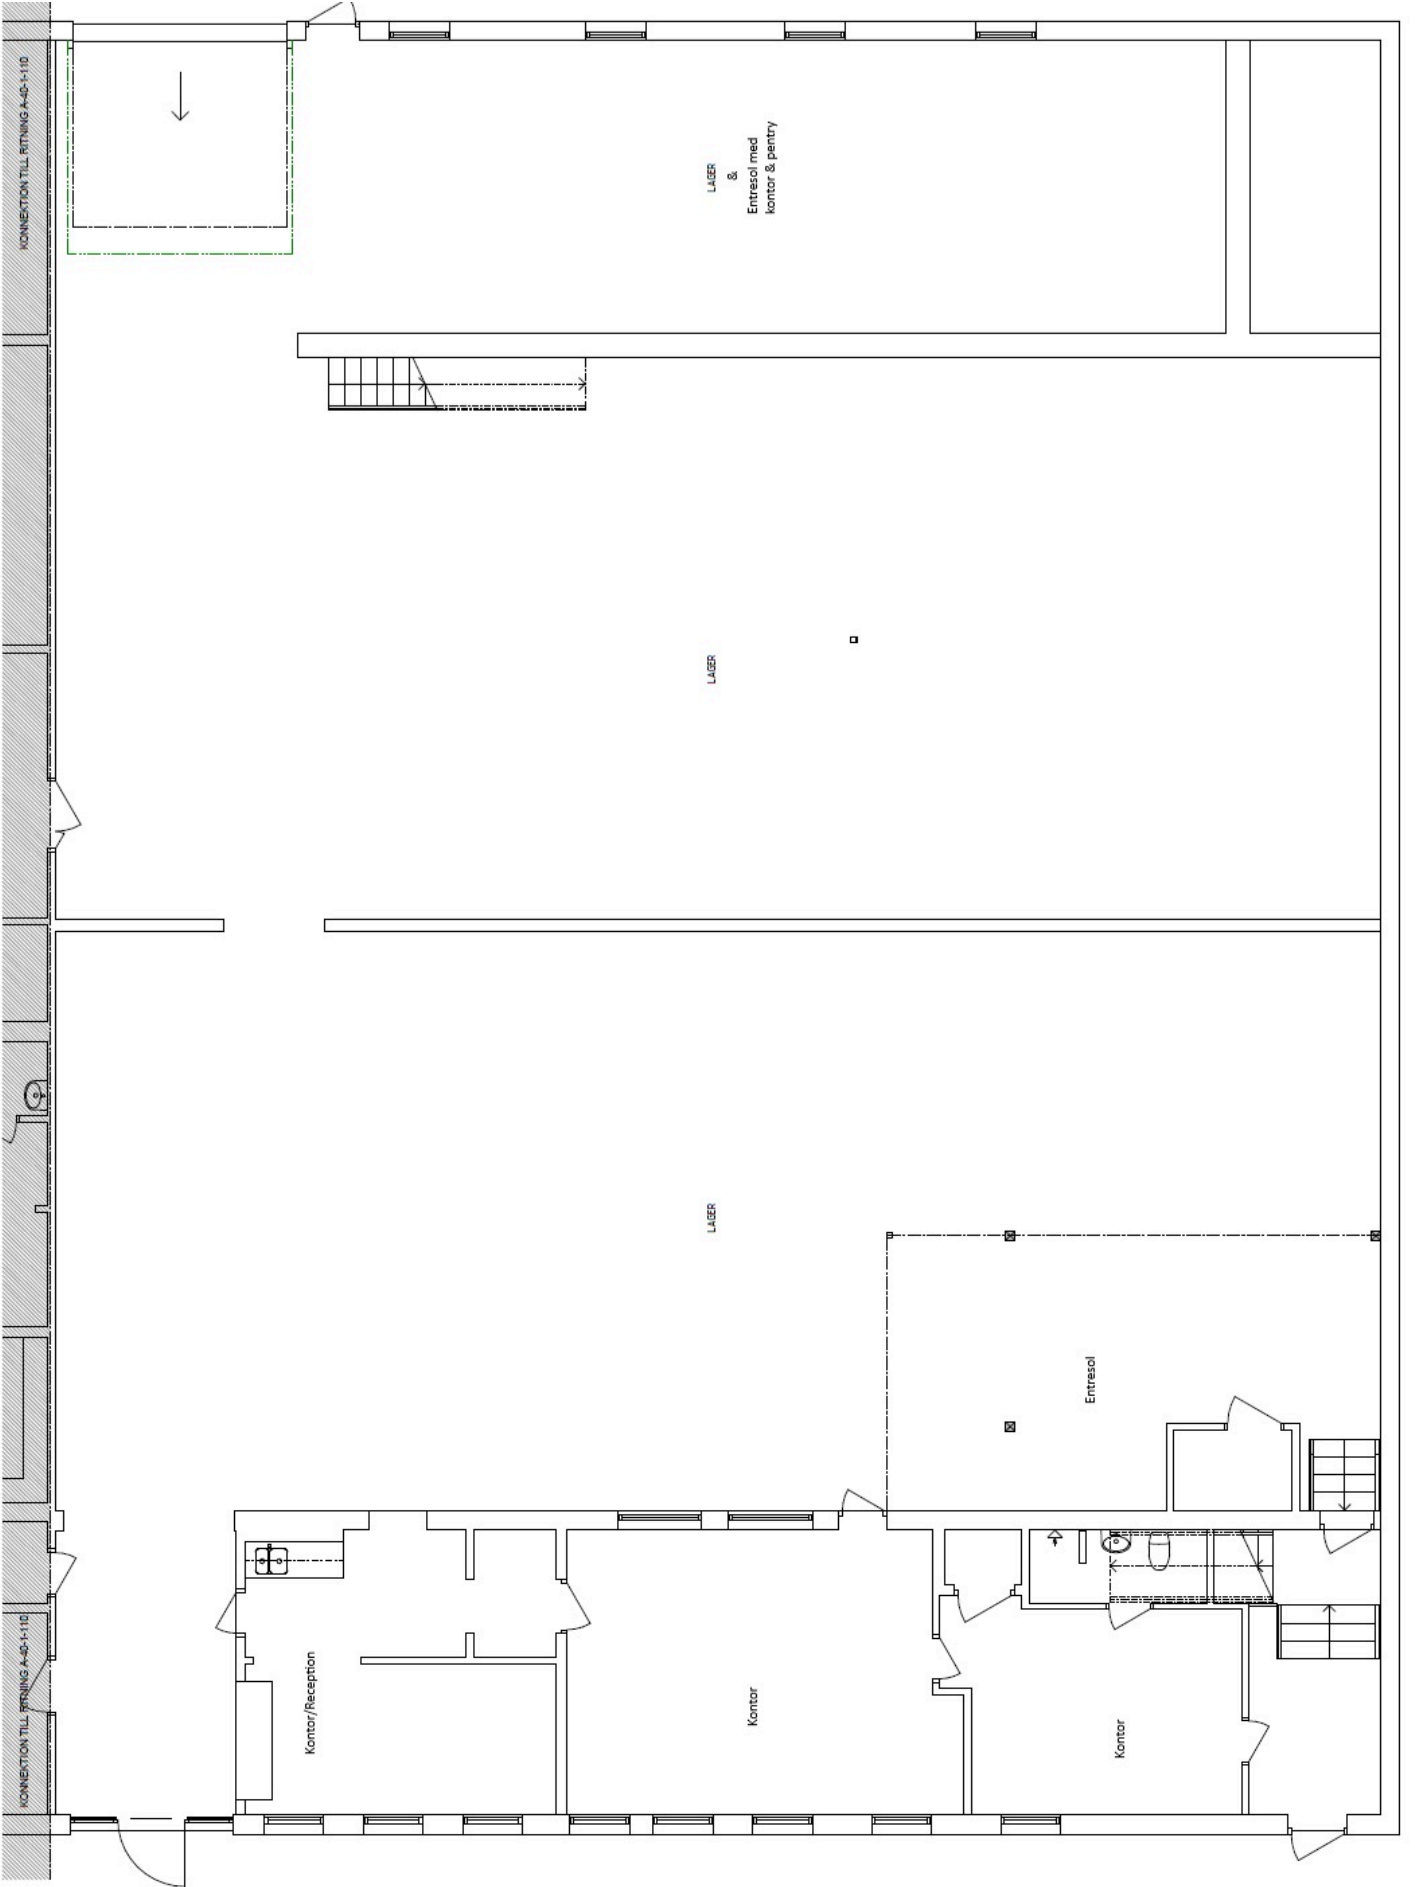 KONNEKTION TILL RITNING A-40-1-110
LAGER
&
Entresol med
kontor & pentry
LAGER
LAGER
Entresol
KONNEKTION TILL RITNING A-40-1-110
Kontor/Reception
Kontor
Kontor